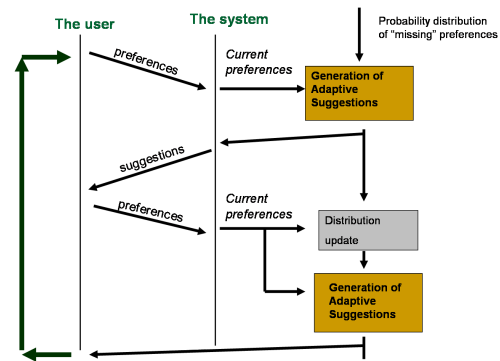 The user
The system
Probability distribution
of “missing” preferences
preferences
Current
preferences
Generation of
Adaptive
Suggestions
suggestions
preferences
Current
preferences
Distribution
update
Generation of
Adaptive
Suggestions